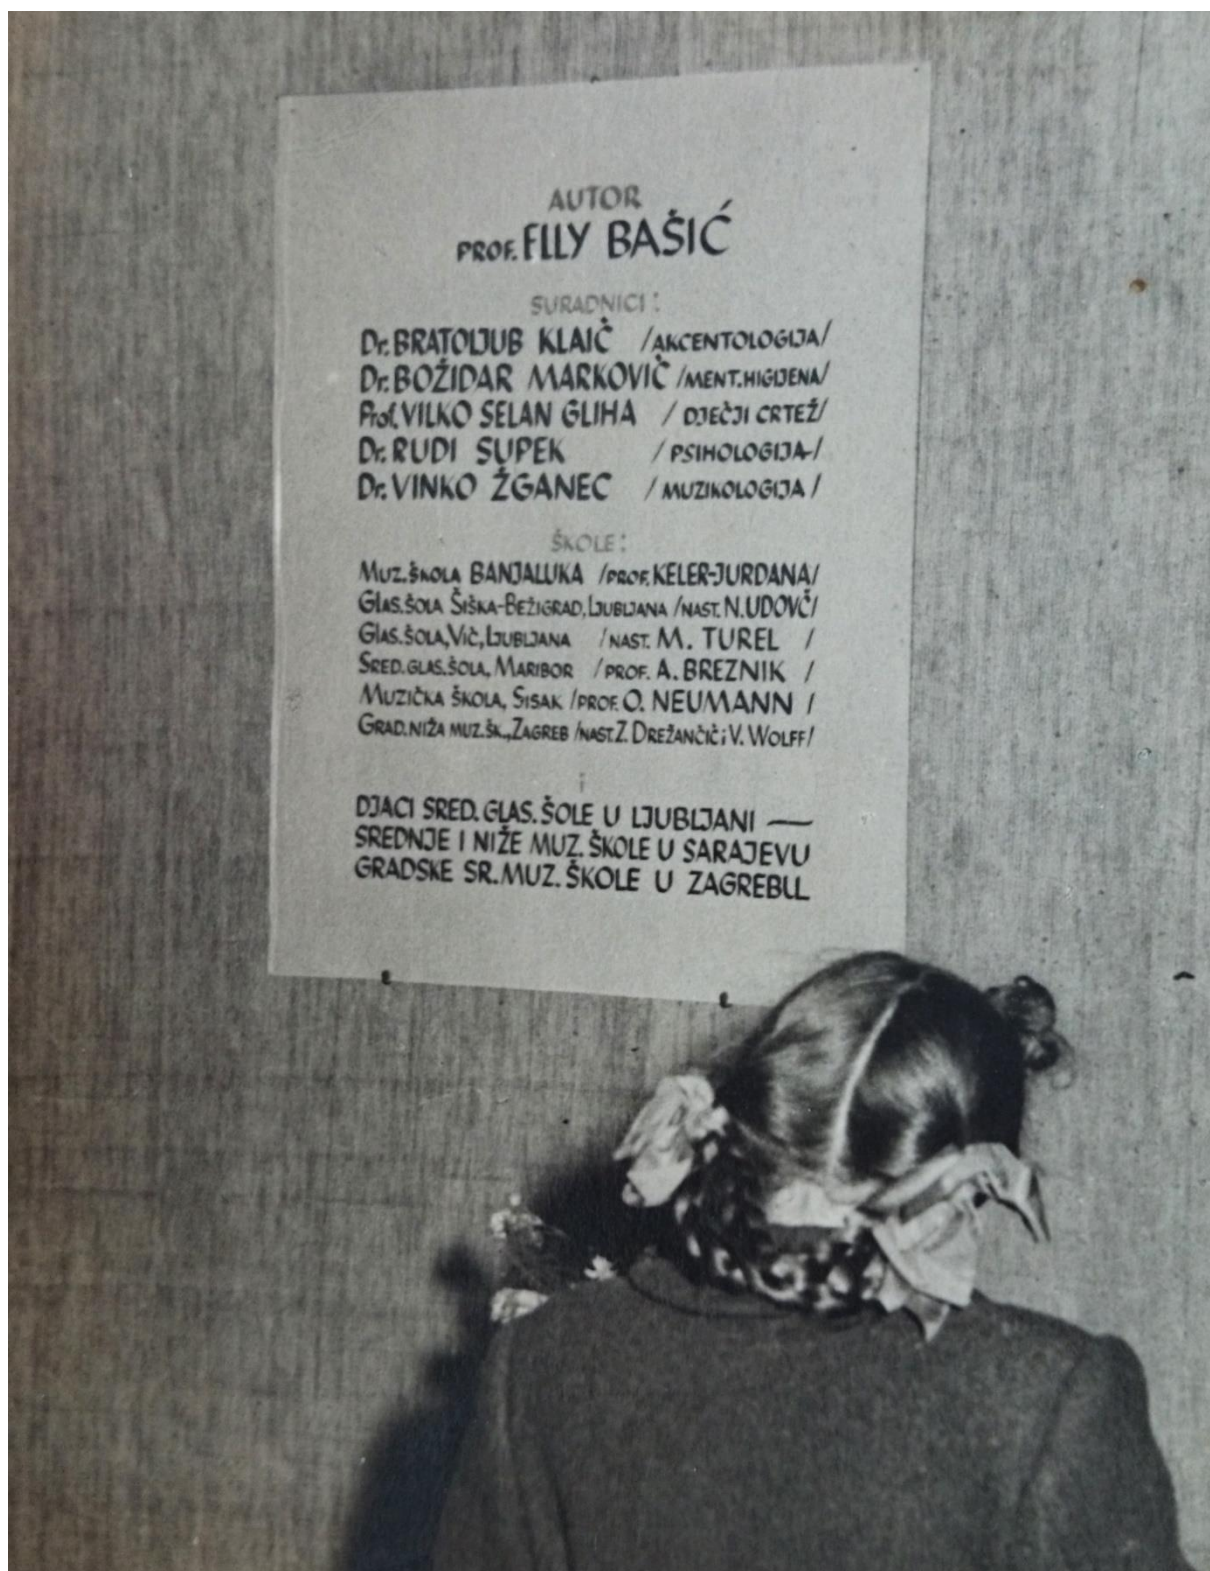 AUTOR
PROF. ELLY BAŠIĆ
SURADNICI:
Dr. BRATOLJUB KLAIĆ /AKCENTOLOGIJA/
Dr. BOŽIDAR MARKOVIĆ /MENT. HIGIJENA/
Prof. VILKO SELAN GLIHA / DJEČJI CRTEŽ/
Dr. RUDI SUPEK / PSIHOLOGIJA/
Dr. VINKO ŽGANEC / MUZIKOLOGIJA /
ŠKOLE:
MUZ. ŠKOLA BANJALUKA /PROF. KELER-JURDANA/
GLAS. ŠOLA ŠIŠKA-BEŽIGRAD, LJUBLJANA /NAST. N. UDOVČ/
GLAS. ŠOLA, VIČ, LJUBLJANA /NAST. M. TUREL /
SRED. GLAS. ŠOLA, MARIBOR /PROF. A. BREZNIK /
MUZIČKA ŠKOLA, SISAK /PROF. O. NEUMANN /
GRAD. NIŽA MUZ. ŠK., ZAGREB /NAST. Z. DREŽANČIĆ i V. WOLFF/
i
DJACI SRED. GLAS. ŠOLE U LJUBLJANI —
SREDNJE I NIŽE MUZ. ŠKOLE U SARAJEVU
GRADSKE SR. MUZ. ŠKOLE U ZAGREBU